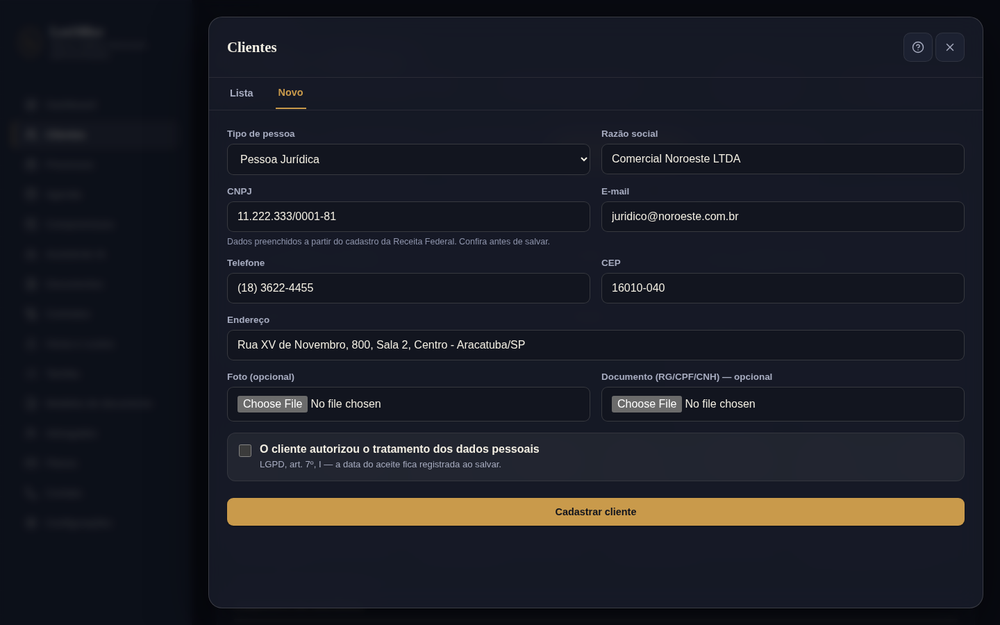 Clientes
Lista
Novo
Tipo de pessoa
Razão social
Pessoa Jurídica
Comercial Noroeste LTDA
CNPJ
E-mail
11.222.333/0001-81
juridico@noroeste.com.br
Dados preenchidos a partir do cadastro da Receita Federal. Confira antes de salvar.
Telefone
CEP
(18) 3622-4455
16010-040
Endereço
Rua XV de Novembro, 800, Sala 2, Centro - Aracatuba/SP
Foto (opcional)
Documento (RG/CPF/CNH) — opcional
Choose File No file chosen
Choose File No file chosen
O cliente autorizou o tratamento dos dados pessoais
LGPD, art. 7º, I — a data do aceite fica registrada ao salvar.
Cadastrar cliente